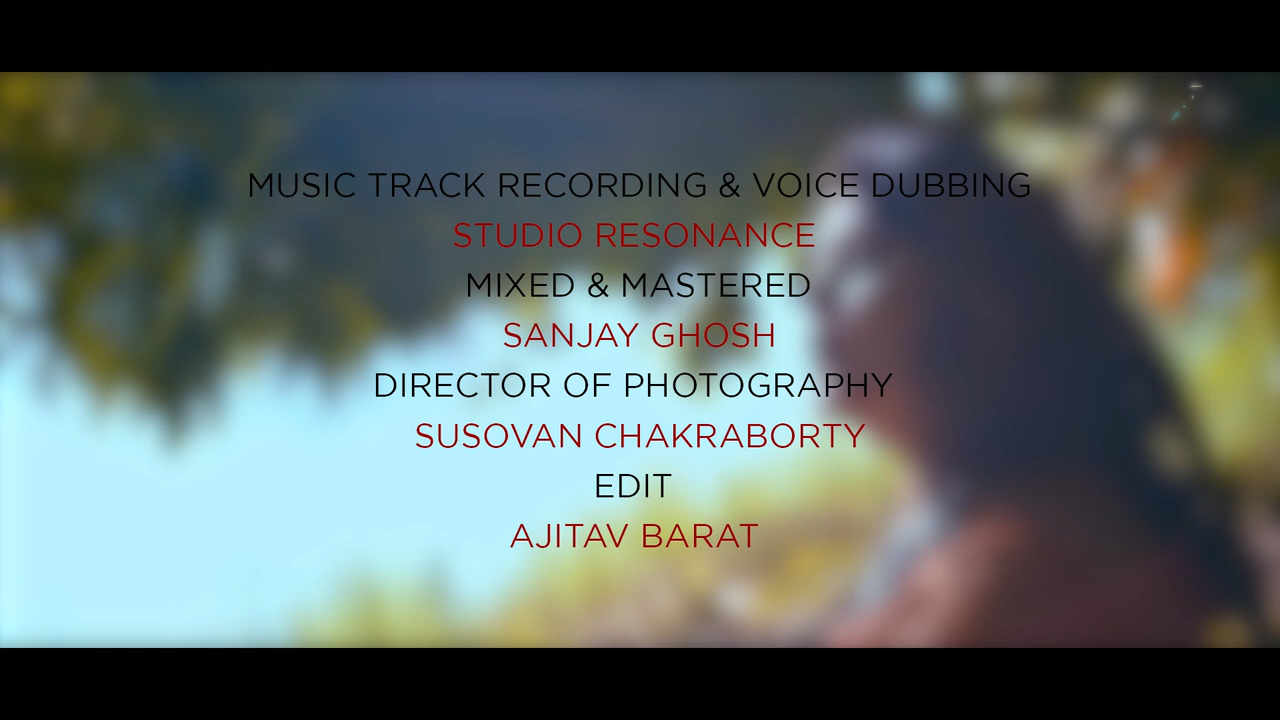 MUSIC TRACK RECORDING & VOICE DUBBING
STUDIO RESONANCE
MIXED & MASTERED
SANJAY GHOSH
DIRECTOR OF PHOTOGRAPHY
SUSOVAN CHAKRABORTY
EDIT
AJITAV BARAT